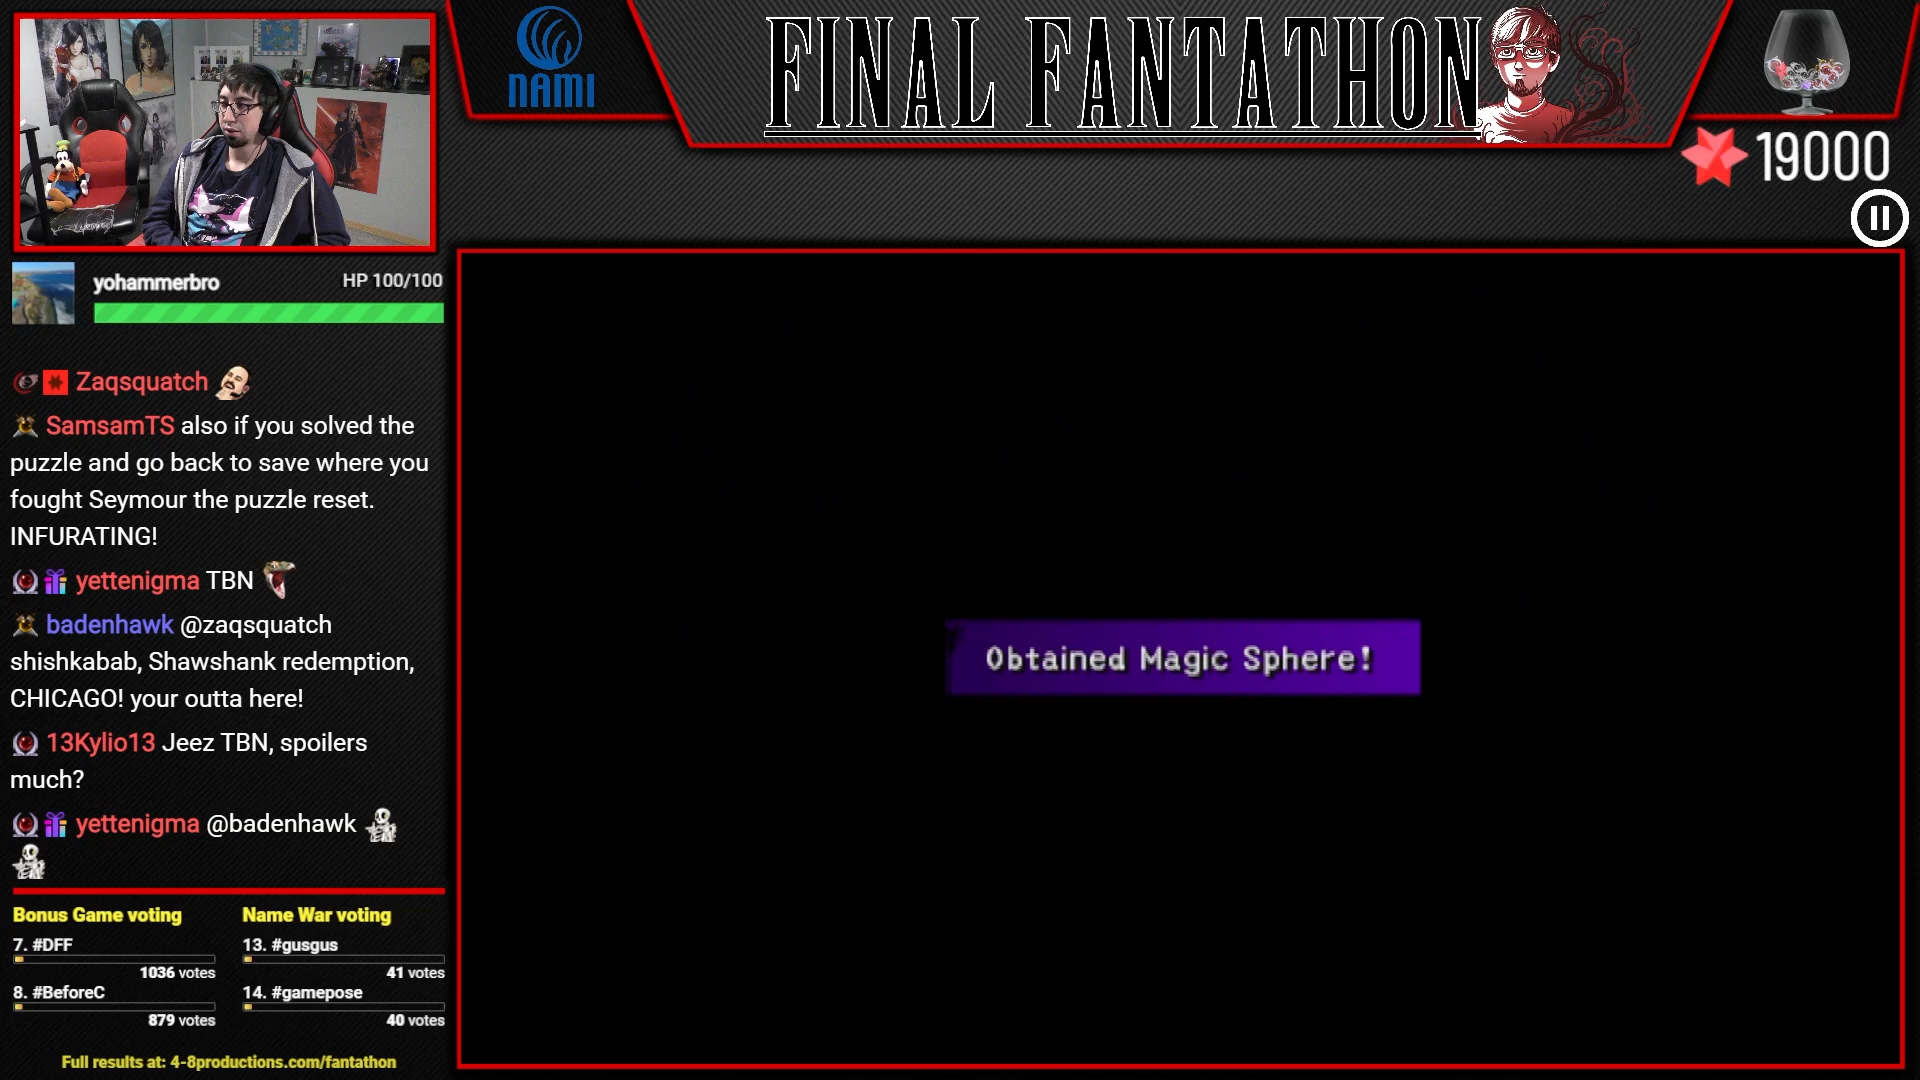 NAMI
FINAL FANTATHON
19000
yohammerbro
HP 100/100
Zaqsquatch
SamsamTS also if you solved the
puzzle and go back to save where you
fought Seymour the puzzle reset.
INFURATING!
yettenigma TBN
badenhawk @zaqsquatch
shishkabab, Shawshank redemption,
CHICAGO! your outta here!
13Kylio13 Jeez TBN, spoilers
much?
yettenigma @badenhawk
Obtained Magic Sphere!
Bonus Game voting
7. #DFF
1036 votes
8. #BeforeC
879 votes
Name War voting
13. #gusgus
41 votes
14. #gamepose
40 votes
Full results at: 4-8productions.com/fantathon